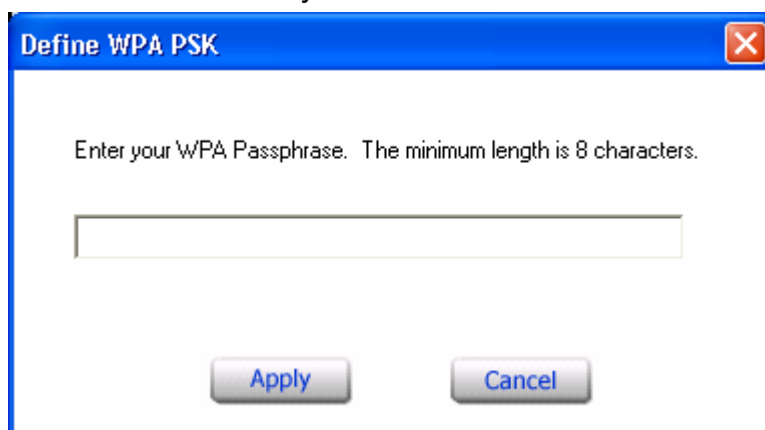 Define WPA PSK
Enter your WPA Passphrase. The minimum length is 8 characters.
Apply
Cancel